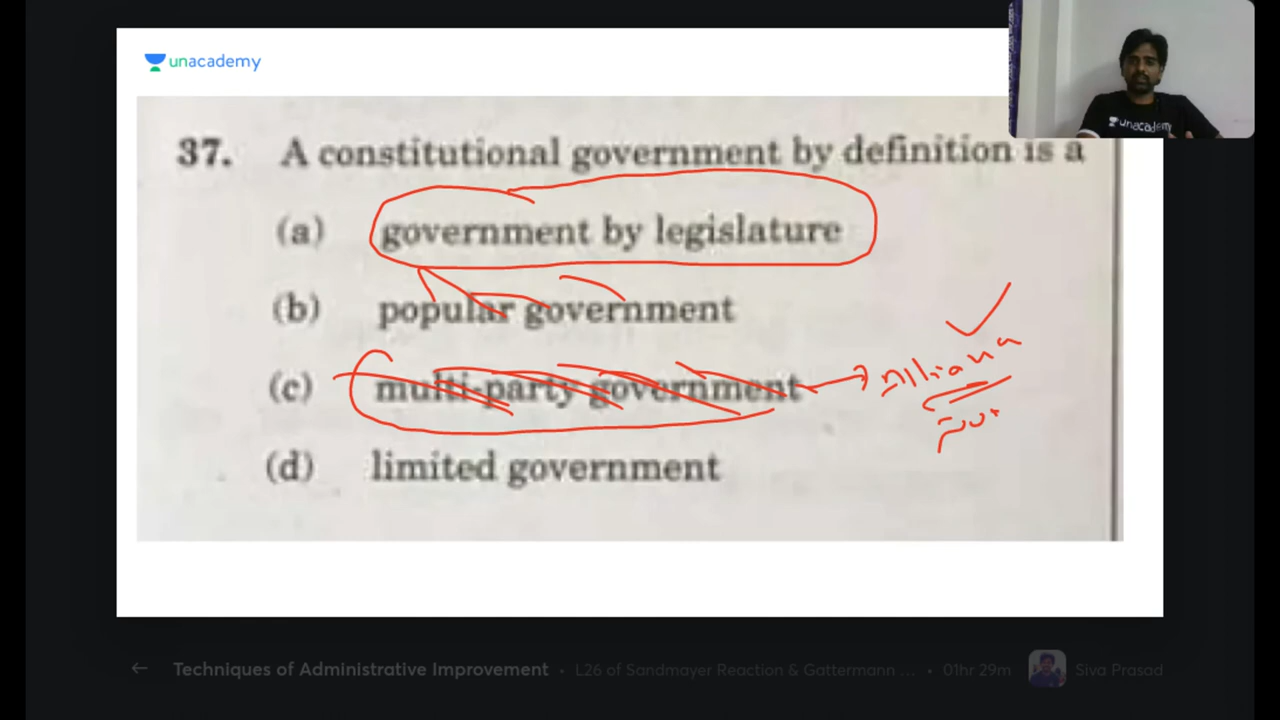 unacademy
unacademy
37. A constitutional government by definition is a
(a) government by legislature
(b) popular government
(c) multi-party government
(d) limited government
← Techniques of Administrative Improvement • L26 of Sandmayer Reaction & Gattermann ... • 01hr 29m Siva Prasad